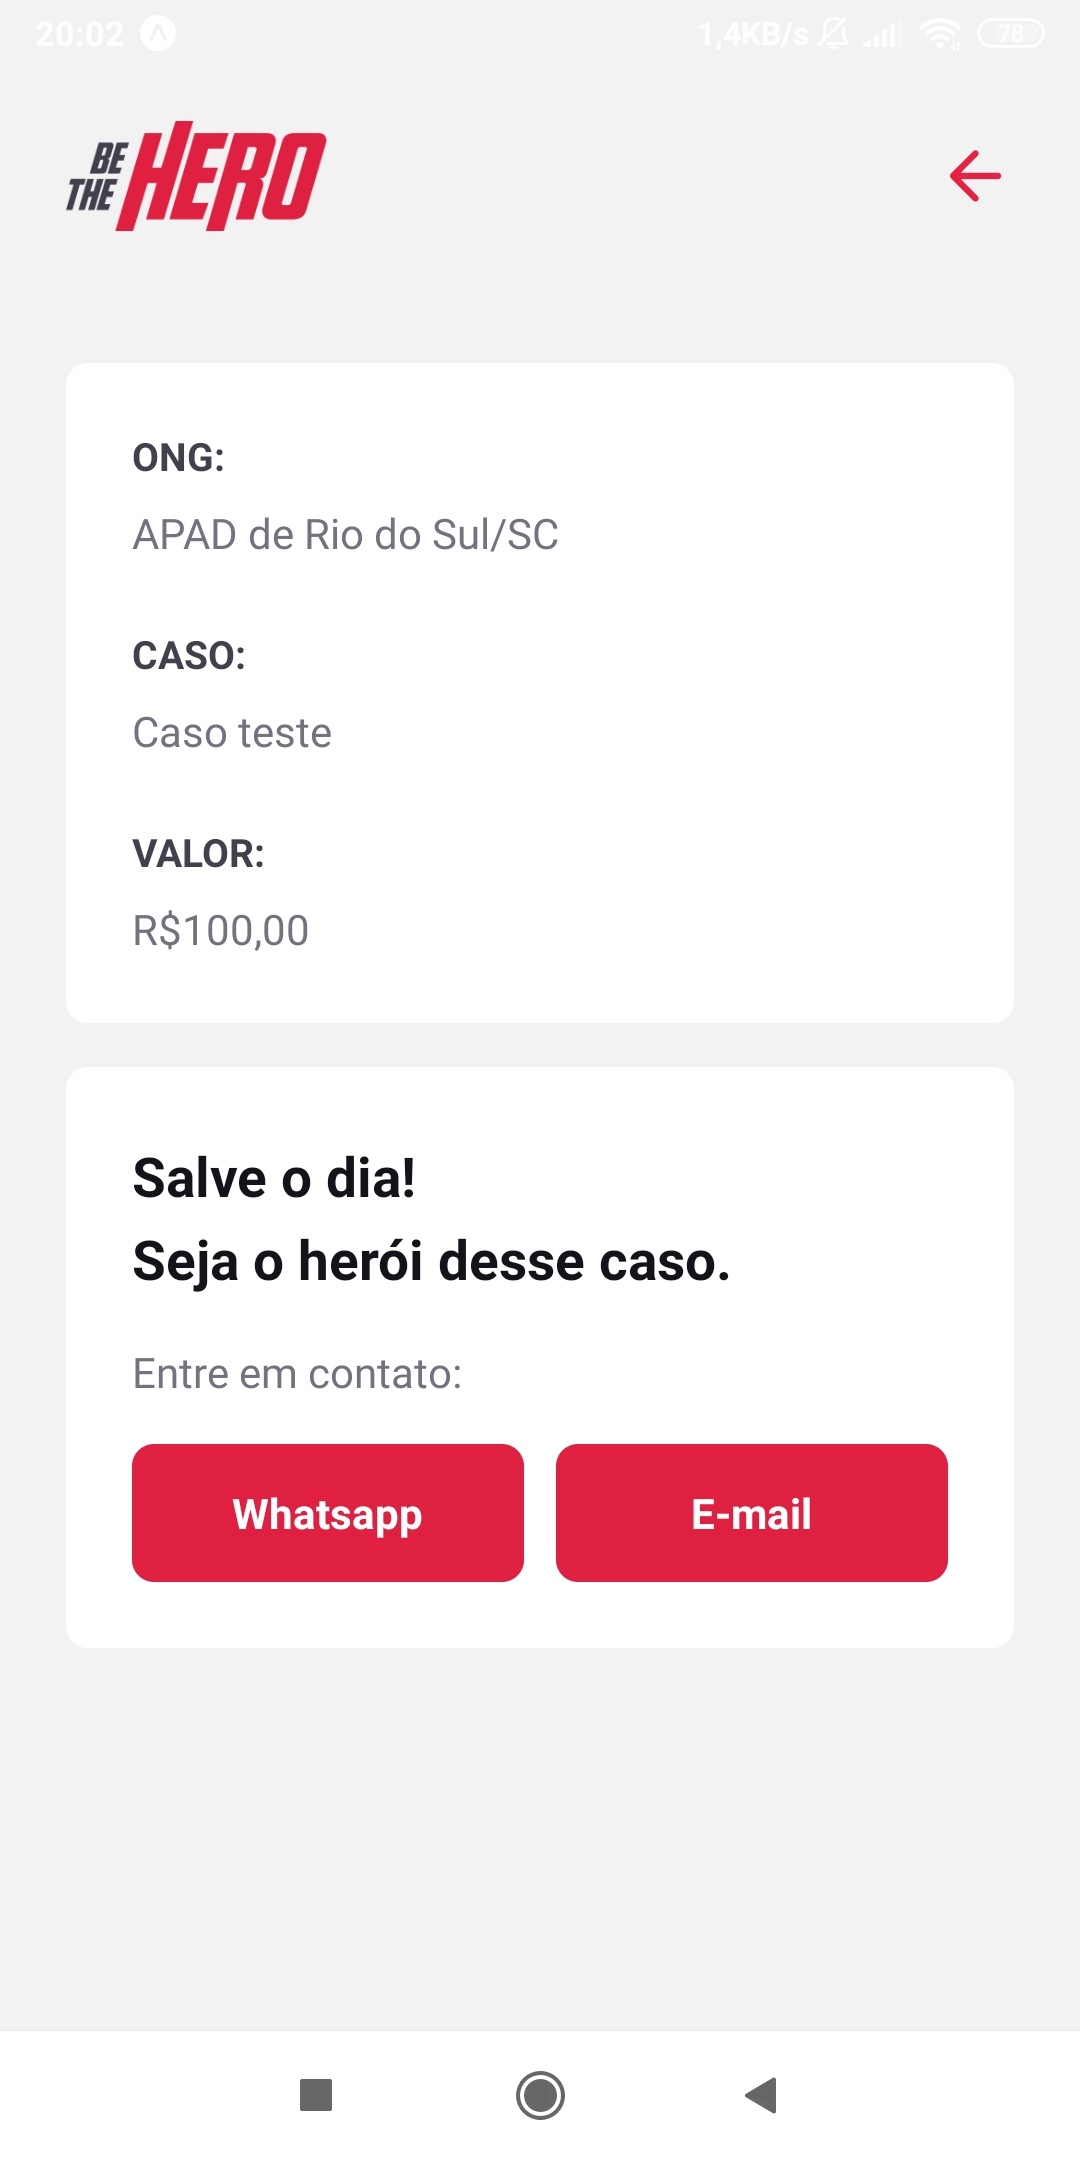 20:02 1,4KB/s 78
BE
THE HERO
ONG:
APAD de Rio do Sul/SC
CASO:
Caso teste
VALOR:
R$100,00
Salve o dia!
Seja o herói desse caso.
Entre em contato:
Whatsapp E-mail